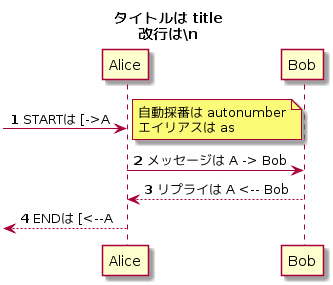 タイトルは title
改行は\n
Alice
Bob
1 STARTは [->A
自動採番は autonumber
エイリアスは as
2 メッセージは A -> Bob
3 リプライは A <-- Bob
4 ENDは [<--A
Alice
Bob